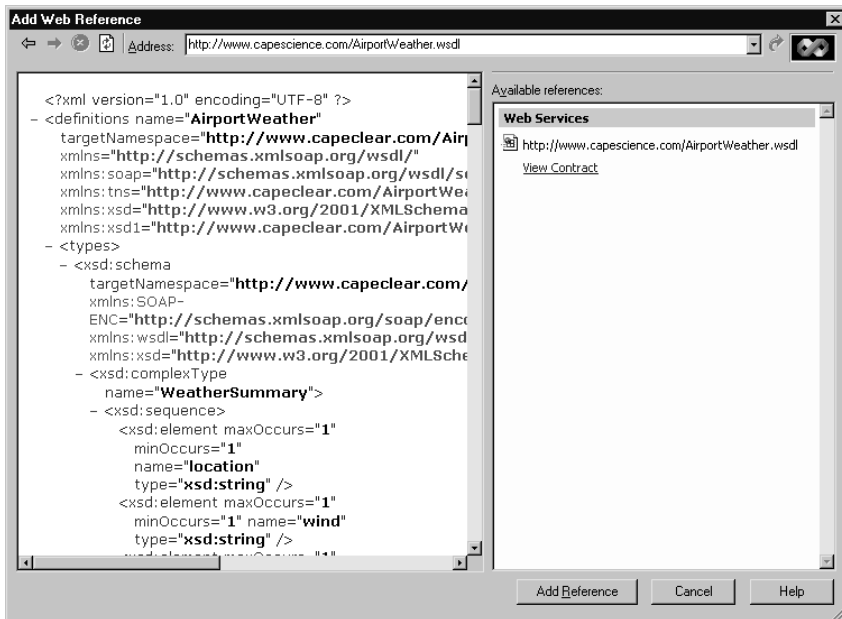 Add Web Reference
Address: http://www.capescience.com/AirportWeather.wsdl
<?xml version="1.0" encoding="UTF-8" ?>
- <definitions name="AirportWeather"
targetNamespace="http://www.capeclear.com/Air
xmlns="http://schemas.xmlsoap.org/wsdl/"
xmlns:soap="http://schemas.xmlsoap.org/wsdl/s
xmlns:tns="http://www.capeclear.com/AirportWe
xmlns:xsd="http://www.w3.org/2001/XMLSchema
xmlns:xsd1="http://www.capeclear.com/AirportW
- <types>
- <xsd:schema
targetNamespace="http://www.capeclear.com/
xmlns:SOAP-
ENC="http://schemas.xmlsoap.org/soap/enc
xmlns:wsdl="http://schemas.xmlsoap.org/wsd
xmlns:xsd="http://www.w3.org/2001/XMLSche
- <xsd:complexType
name="WeatherSummary">
- <xsd:sequence>
<xsd:element maxOccurs="1"
minOccurs="1"
name="location"
type="xsd:string" />
<xsd:element maxOccurs="1"
minOccurs="1" name="wind"
type="xsd:string" />
<xsd:element maxOccurs="1"
Available references:
Web Services
http://www.capescience.com/AirportWeather.wsdl
View Contract
Add Reference Cancel Help